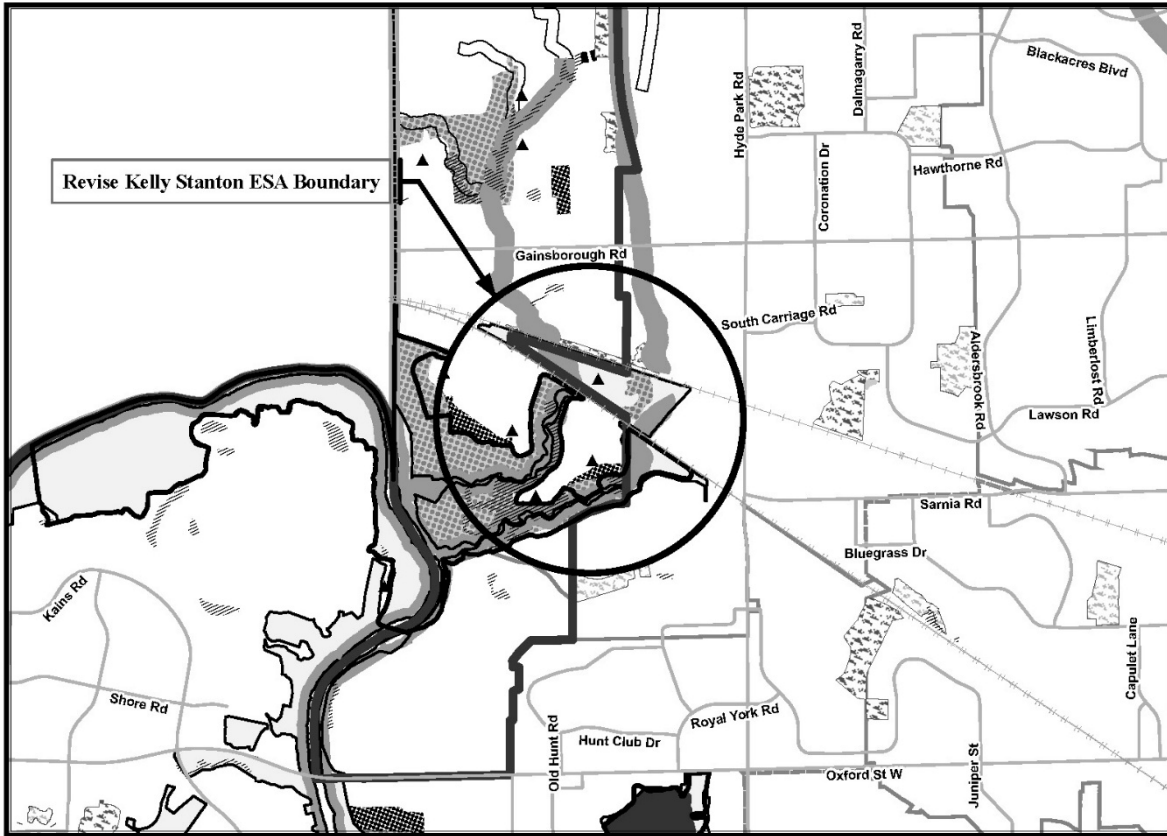 Dalmagarry Rd
Blackacres Blvd
Hyde Park Rd
Hawthorne Rd
Revise Kelly Stanton ESA Boundary
Coronation Dr
Gainsborough Rd
South Carriage Rd
Aldersbrook Rd
Limberlost Rd
Lawson Rd
Sarnia Rd
Bluegrass Dr
Kains Rd
Capulet Lane
Shore Rd
Royal York Rd
Old Hunt Rd
Hunt Club Dr
Juniper St
Oxford St W